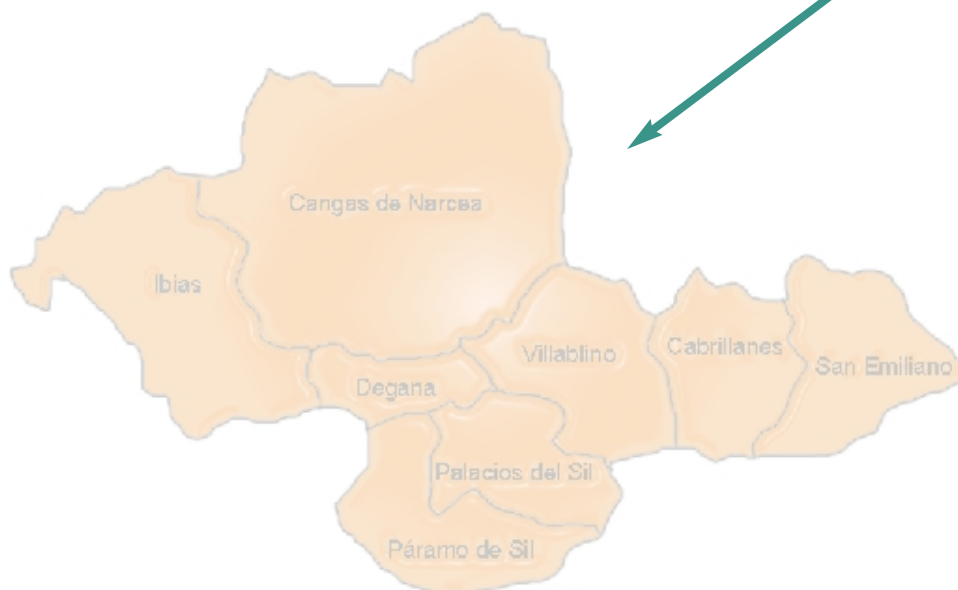 Cangas de Narcea
Ibias
Villablino
Cabrillanes
San Emiliano
Degana
Palacios del Sil
Páramo de Sil